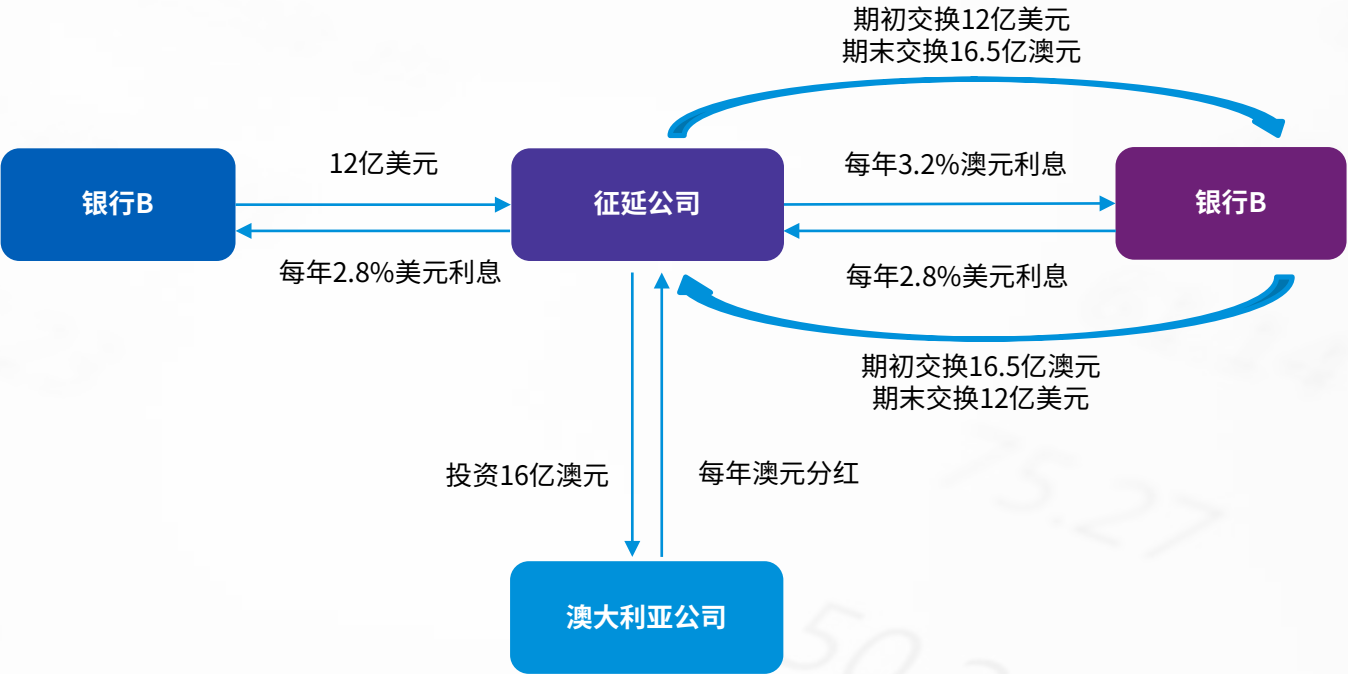 期初交换12亿美元
期末交换16.5亿澳元
银行B
12亿美元
每年2.8%美元利息
征延公司
每年3.2%澳元利息
每年2.8%美元利息
银行B
期初交换16.5亿澳元
期末交换12亿美元
投资16亿澳元
每年澳元分红
澳大利亚公司
75.27